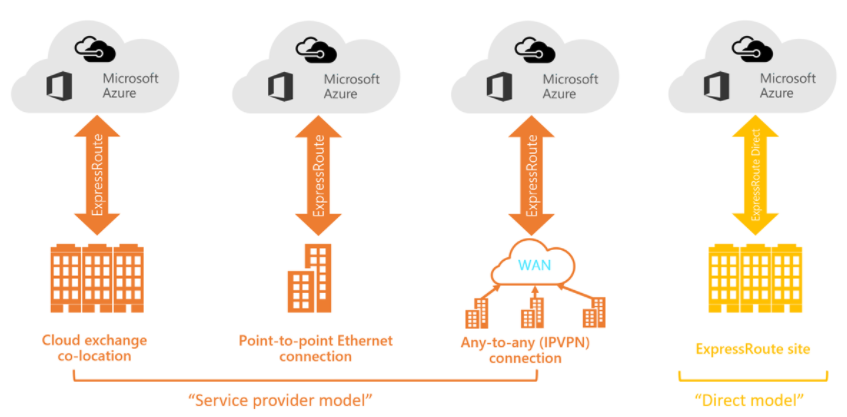 Microsoft
Azure
Microsoft
Azure
Microsoft
Azure
Microsoft
Azure
ExpressRoute
ExpressRoute
ExpressRoute
ExpressRoute Direct
WAN
Cloud exchange
co-location
Point-to-point Ethernet
connection
Any-to-any (IPVPN)
connection
ExpressRoute site
“Service provider model”
“Direct model”